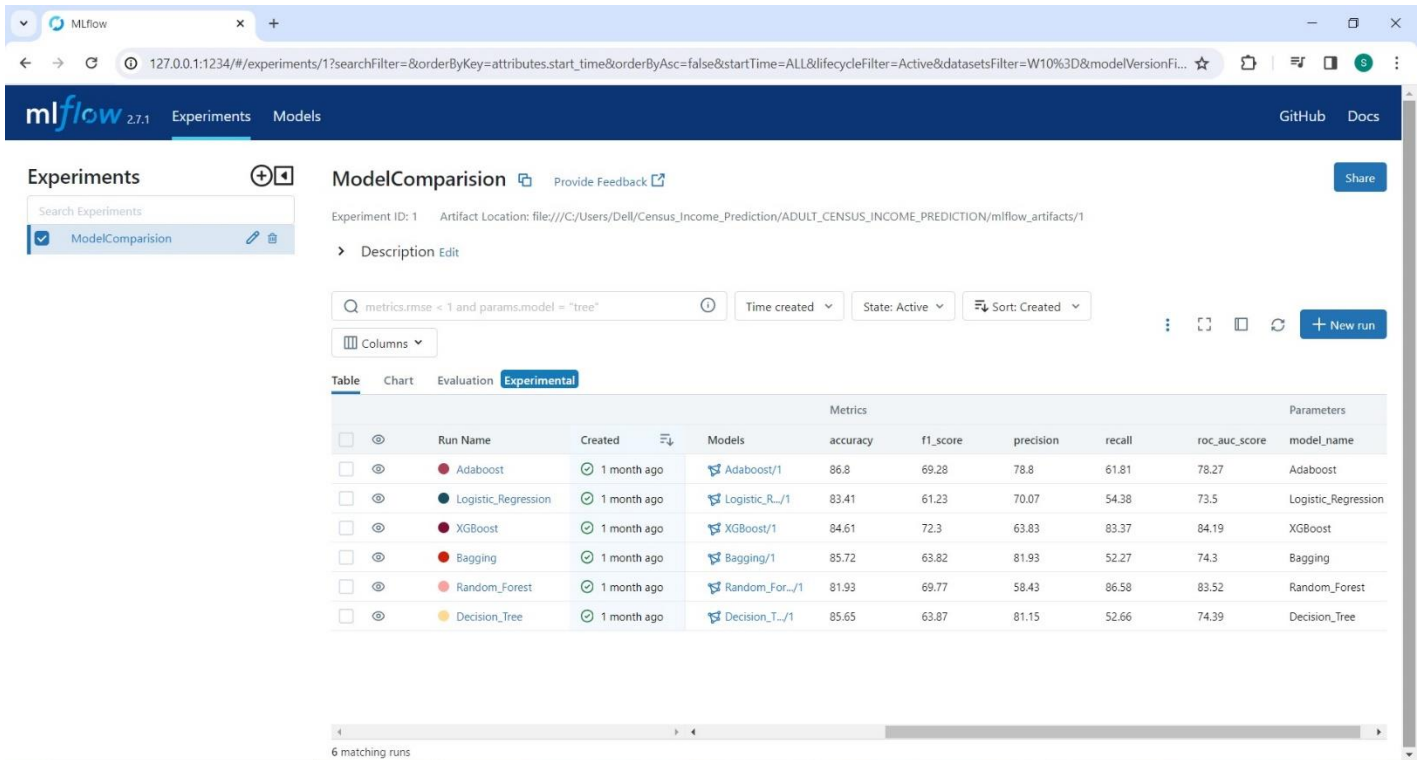 MLflow
127.0.0.1:1234/#/experiments/1?searchFilter=&orderByKey=attributes.start_time&orderByAsc=false&startTime=ALL&lifecycleFilter=Active&datasetsFilter=W10%3D&modelVersionFi...
S
mlflow 2.7.1 Experiments Models GitHub Docs
Experiments
Search Experiments
ModelComparision
ModelComparision Provide Feedback Share
Experiment ID: 1 Artifact Location: file:///C:/Users/Dell/Census_Income_Prediction/ADULT_CENSUS_INCOME_PREDICTION/mlflow_artifacts/1
Description Edit
metrics.rmse < 1 and params.model = "tree" Time created State: Active Sort: Created
+ New run
Columns
Table Chart Evaluation Experimental
Metrics Parameters
Run Name Created Models accuracy f1_score precision recall roc_auc_score model_name
Adaboost 1 month ago Adaboost/1 86.8 69.28 78.8 61.81 78.27 Adaboost
Logistic_Regression 1 month ago Logistic_R.../1 83.41 61.23 70.07 54.38 73.5 Logistic_Regression
XGBoost 1 month ago XGBoost/1 84.61 72.3 63.83 83.37 84.19 XGBoost
Bagging 1 month ago Bagging/1 85.72 63.82 81.93 52.27 74.3 Bagging
Random_Forest 1 month ago Random_For.../1 81.93 69.77 58.43 86.58 83.52 Random_Forest
Decision_Tree 1 month ago Decision_T.../1 85.65 63.87 81.15 52.66 74.39 Decision_Tree
6 matching runs